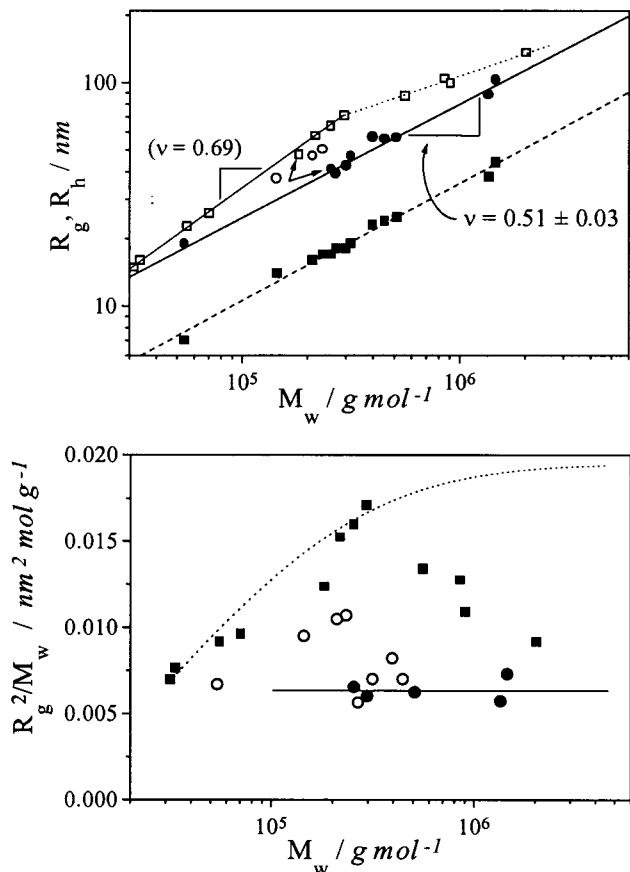 R_g, R_h / nm
100
10
(ν = 0.69)
ν = 0.51 ± 0.03
10^5
10^6
M_w / g mol^-1
R_g^2/M_w / nm^2 mol g^-1
0.020
0.015
0.010
0.005
0.000
10^5
10^6
M_w / g mol^-1